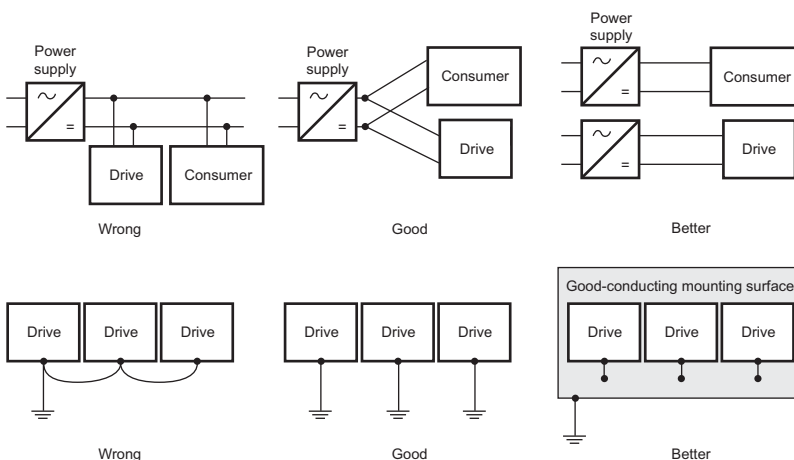 Power
supply
~
=
Drive
Consumer
Wrong
Power
supply
~
=
Consumer
Drive
Good
Power
supply
~
=
Consumer
~
=
Drive
Better
Drive Drive Drive
Wrong
Drive Drive Drive
Good
Good-conducting mounting surface
Drive Drive Drive
Better